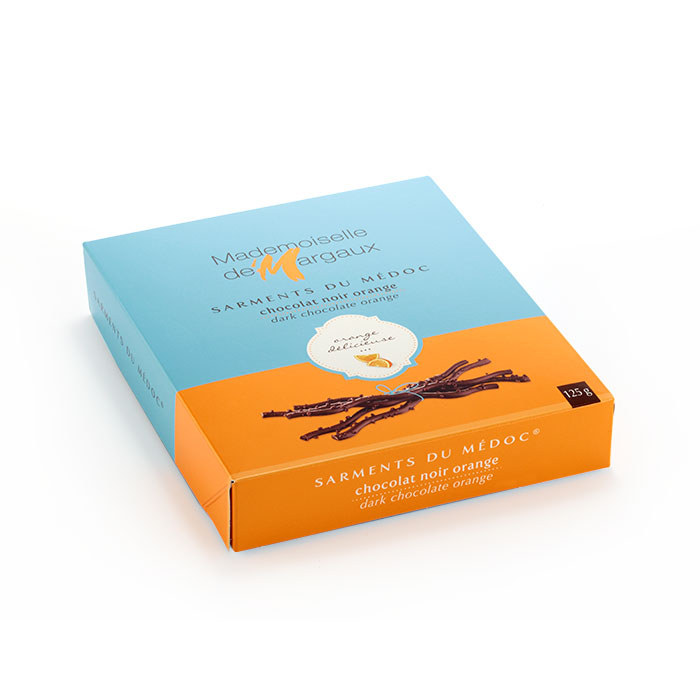 Mademoiselle
de Margaux
SARMENTS DU MÉDOC
chocolat noir orange
dark chocolate orange
orange
délicieuse
...
125 g
SARMENTS DU MÉDOC®
chocolat noir orange
dark chocolate orange
SARMENTS DU MÉDOC®